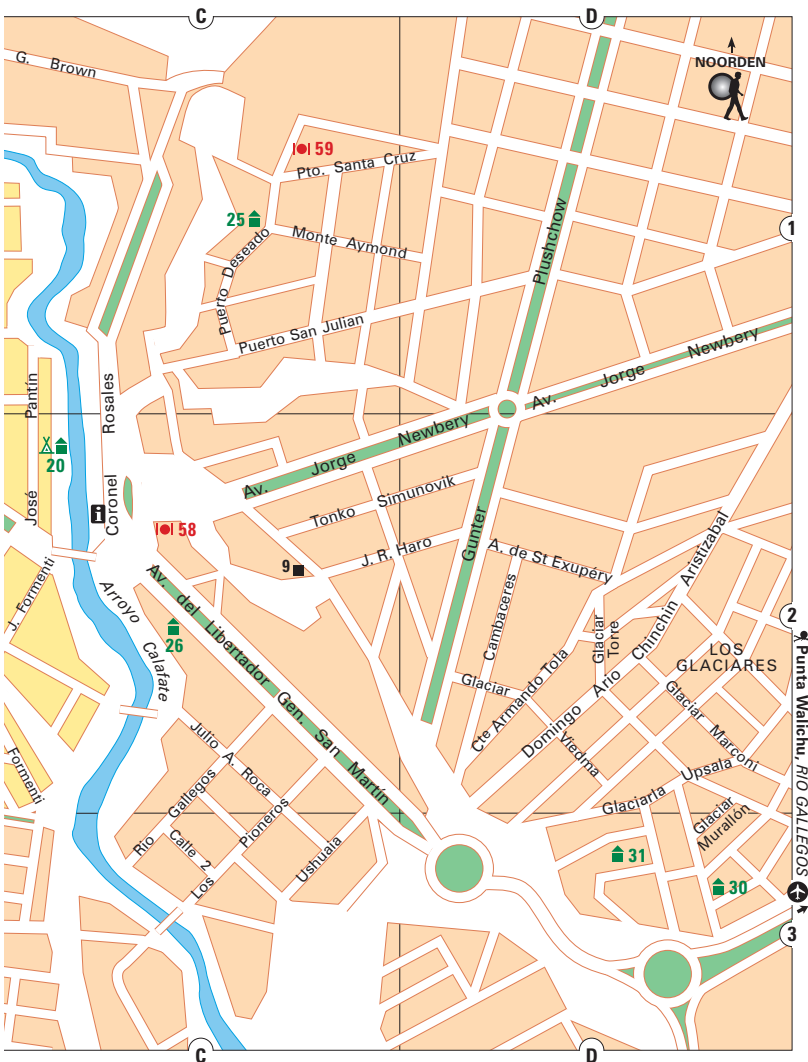 C
D
G. Brown
NOORDEN
59
Pto. Santa Cruz
25
Puerto Deseado
Monte Aymond
1
Plushchow
Puerto San Julian
Av. Jorge Newbery
José Pantín
Coronel Rosales
20
Av. Jorge Newbery
i
58
Tonko Simunovik
9
J. R. Haro
Gunter
A. de St Exupéry
J. Formenti
Arroyo Calafate
Av. del Libertador Gen. San Martín
26
Cambaceres
Glaciar Torre
Domingo Ario Chinchin Aristizabal
2
LOS
GLACIARES
Punta Walichu, RIO GALLEGOS
Cte Armando Tola
Glaciar Viedma
Glaciar Marconi
Formenti
Julio A. Roca
Rio Gallegos
Calle 2
Los Pioneros
Ushuaia
Glaciarla Upsala
Glaciar
Murallón
31
30
3
C
D